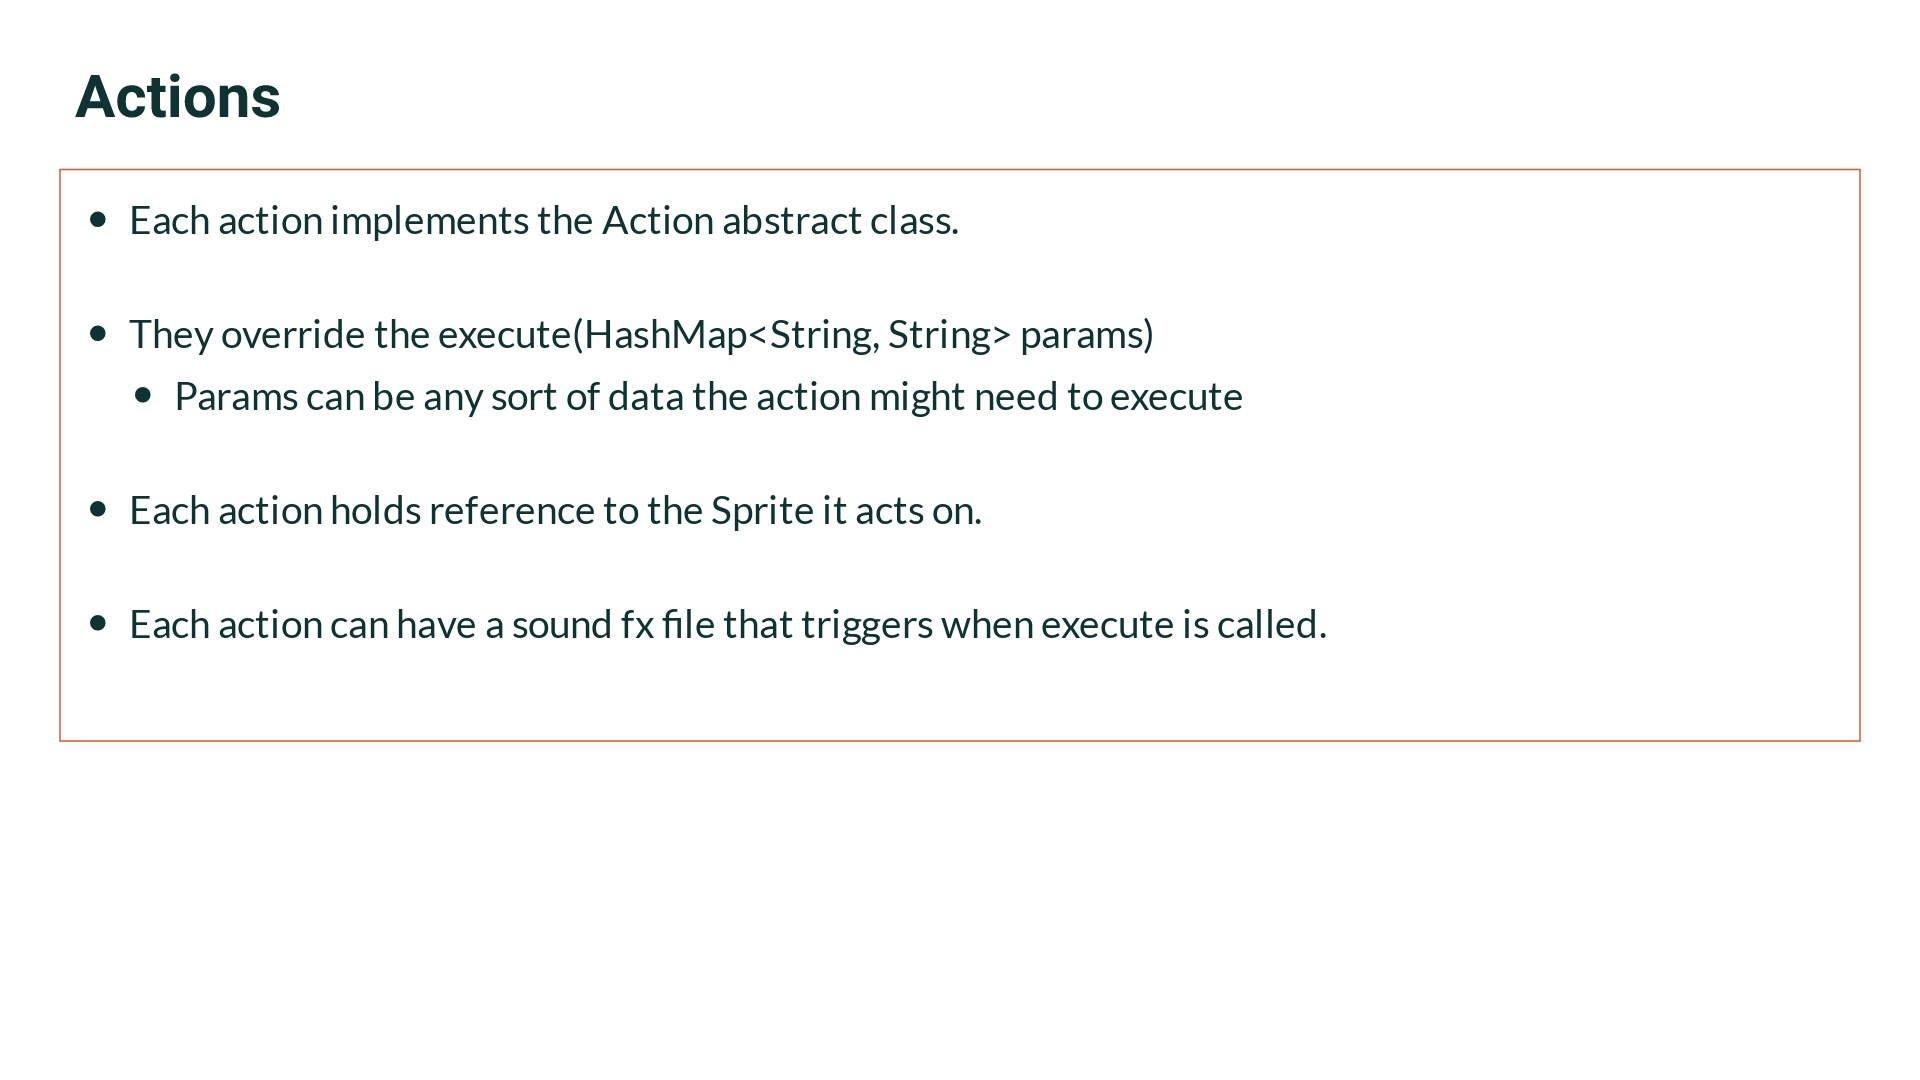 Actions
Each action implements the Action abstract class.
They override the execute(HashMap<String, String> params)
Params can be any sort of data the action might need to execute
Each action holds reference to the Sprite it acts on.
Each action can have a sound fx file that triggers when execute is called.